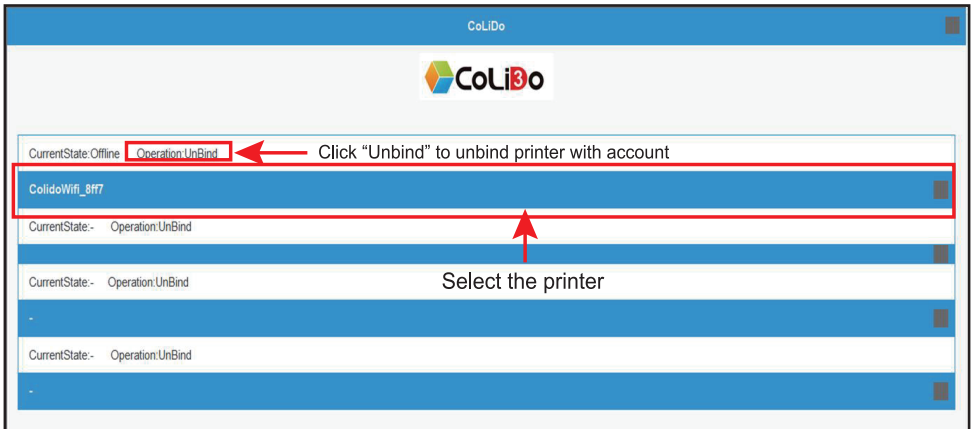 CoLiDo
CoLi3Do
CurrentState:Offline Operation:UnBind Click “Unbind” to unbind printer with account
ColidoWifi_8ff7
CurrentState:- Operation:UnBind
CurrentState:- Operation:UnBind
Select the printer
-
CurrentState:- Operation:UnBind
-